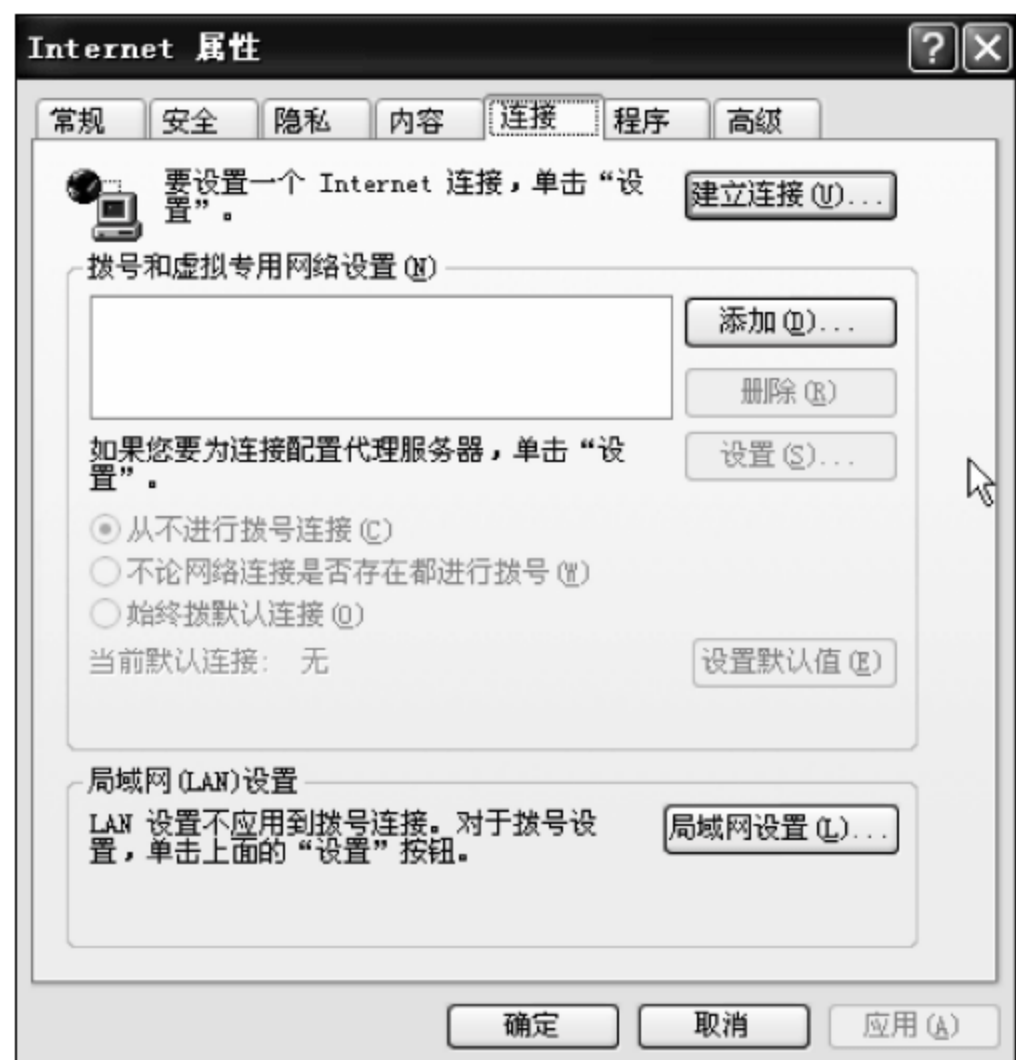 Internet 属性
常规 安全 隐私 内容 连接 程序 高级
要设置一个 Internet 连接，单击“设
置”。
建立连接(U)...
拨号和虚拟专用网络设置(N)
添加(D)...
删除(R)
如果您要为连接配置代理服务器，单击“设
置”。
设置(S)...
从不进行拨号连接(C)
不论网络连接是否存在都进行拨号(W)
始终拨默认连接(O)
当前默认连接： 无
设置默认值(E)
局域网(LAN)设置
LAN 设置不应用到拨号连接。对于拨号设
置，单击上面的“设置”按钮。
局域网设置(L)...
确定 取消 应用(A)